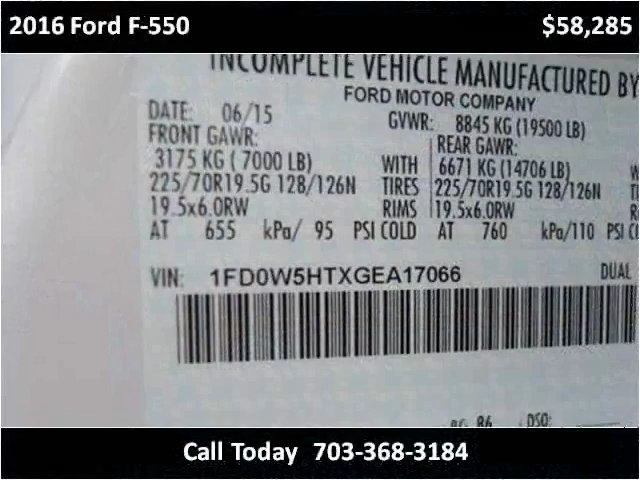 2016 Ford F-550 $58,285
INCOMPLETE VEHICLE MANUFACTURED BY
FORD MOTOR COMPANY
DATE: 06/15 GVWR: 8845 KG (19500 LB)
FRONT GAWR: REAR GAWR:
3175 KG ( 7000 LB) WITH 6671 KG (14706 LB) W
225/70R19.5G 128/126N TIRES 225/70R19.5G 128/126N TI
19.5x6.0RW RIMS 19.5x6.0RW R
AT 655 kPa/ 95 PSI COLD AT 760 kPa/110 PSI C
VIN: 1FD0W5HTXGEA17066 DUAL
86 DSO:
Call Today 703-368-3184